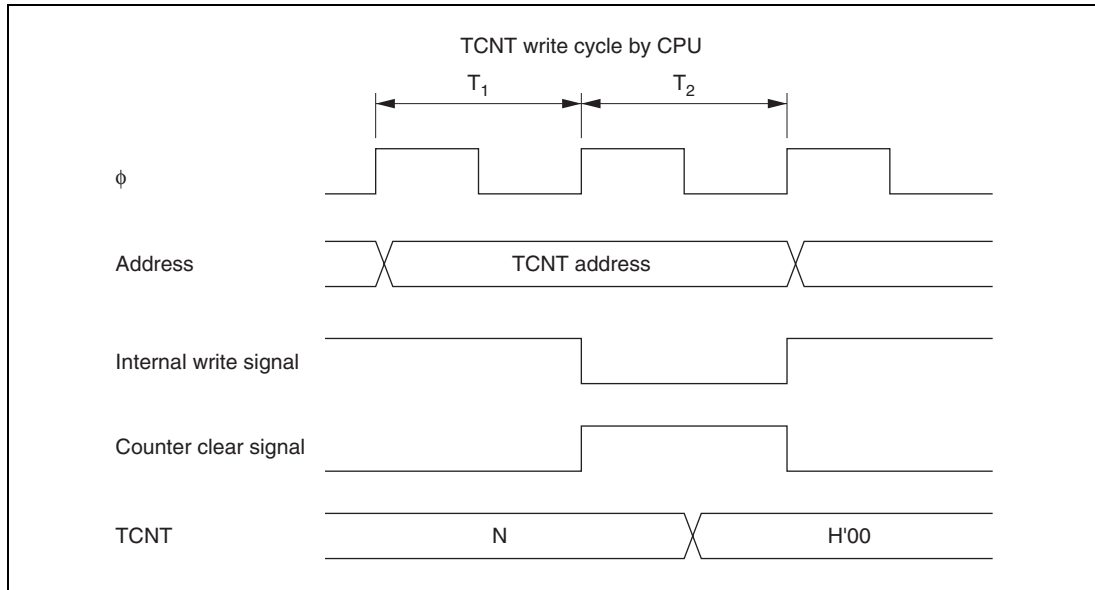 TCNT write cycle by CPU
T1 T2
ϕ
Address TCNT address
Internal write signal
Counter clear signal
TCNT N H'00